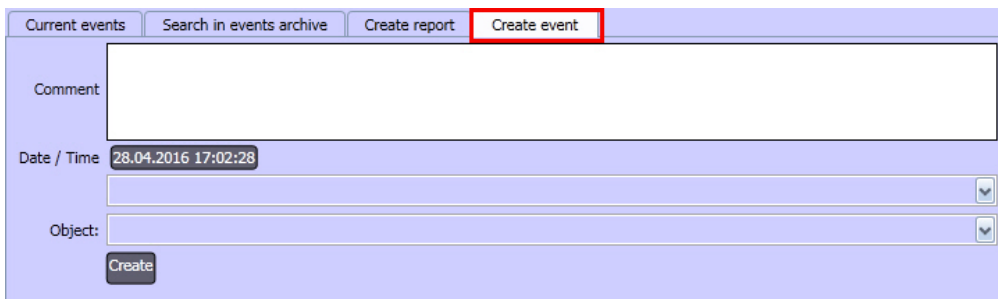 Current events Search in events archive Create report Create event
Comment
Date / Time 28.04.2016 17:02:28
Object:
Create